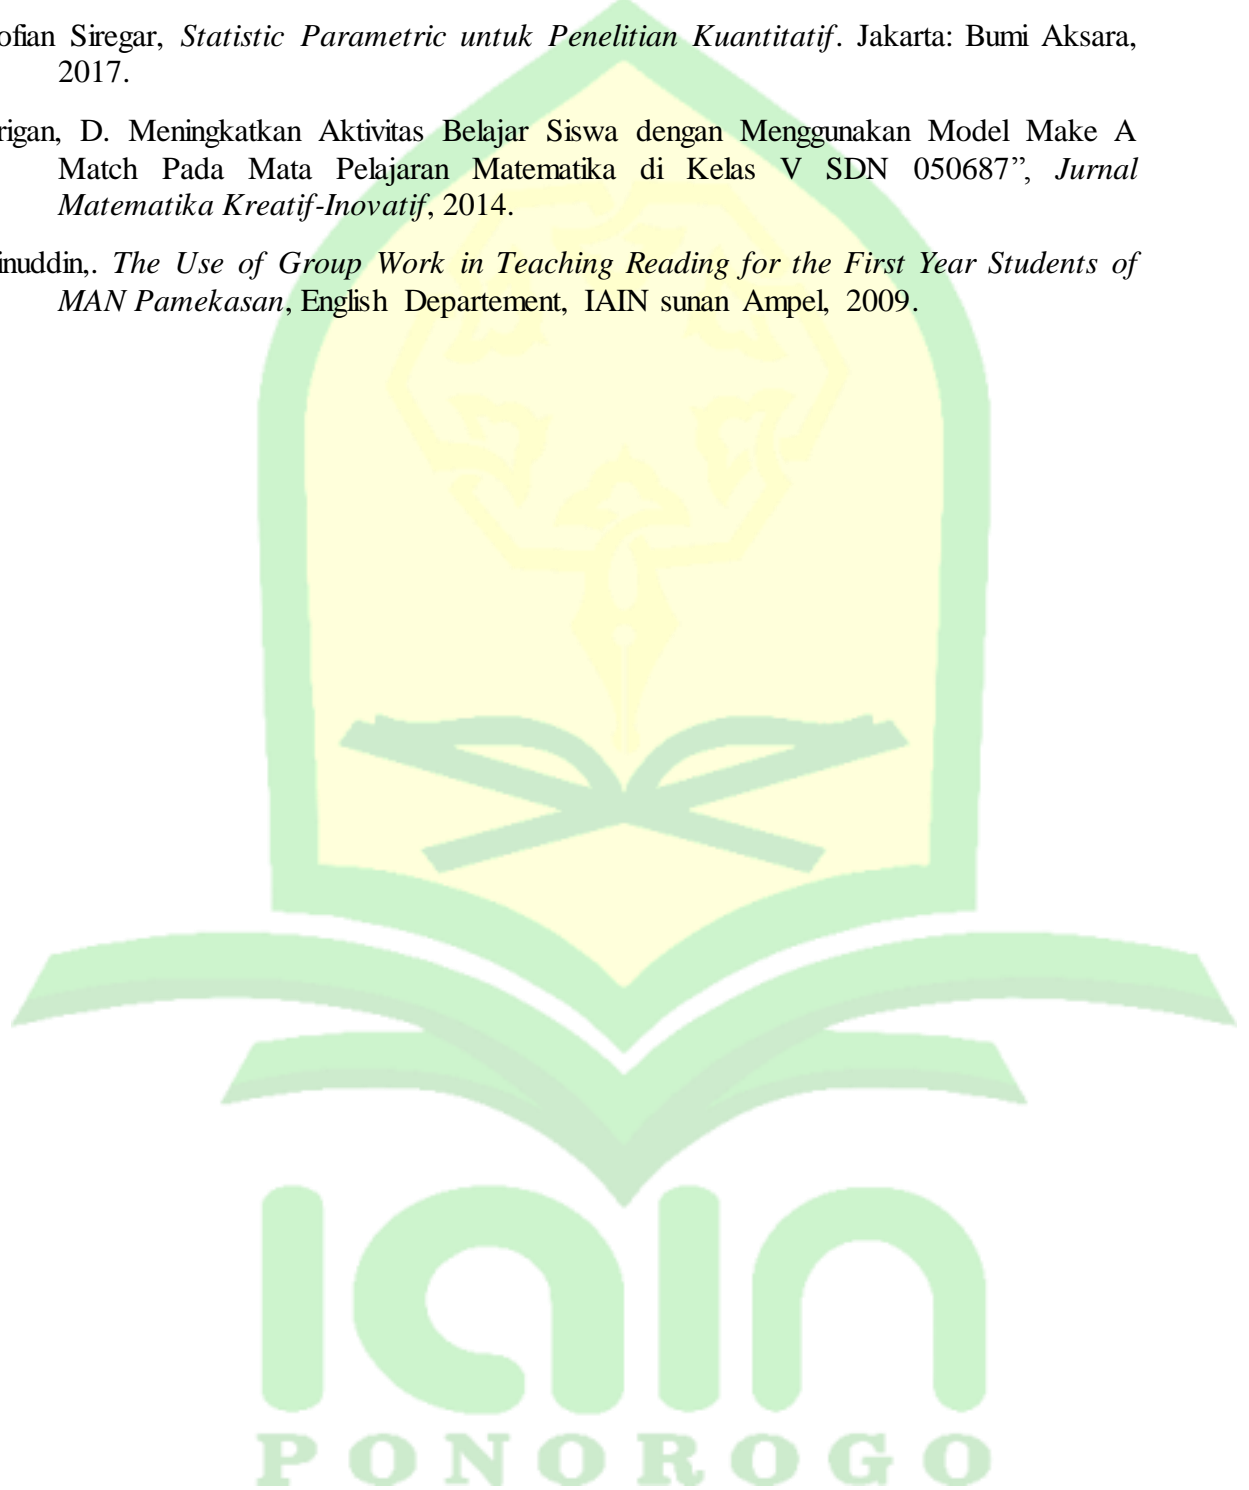 ofian Siregar, Statistic Parametric untuk Penelitian Kuantitatif. Jakarta: Bumi Aksara,
2017.
rigan, D. Meningkatkan Aktivitas Belajar Siswa dengan Menggunakan Model Make A
Match Pada Mata Pelajaran Matematika di Kelas V SDN 050687”, Jurnal
Matematika Kreatif-Inovatif, 2014.
inuddin,. The Use of Group Work in Teaching Reading for the First Year Students of
MAN Pamekasan, English Departement, IAIN sunan Ampel, 2009.
iain
PONOROGO